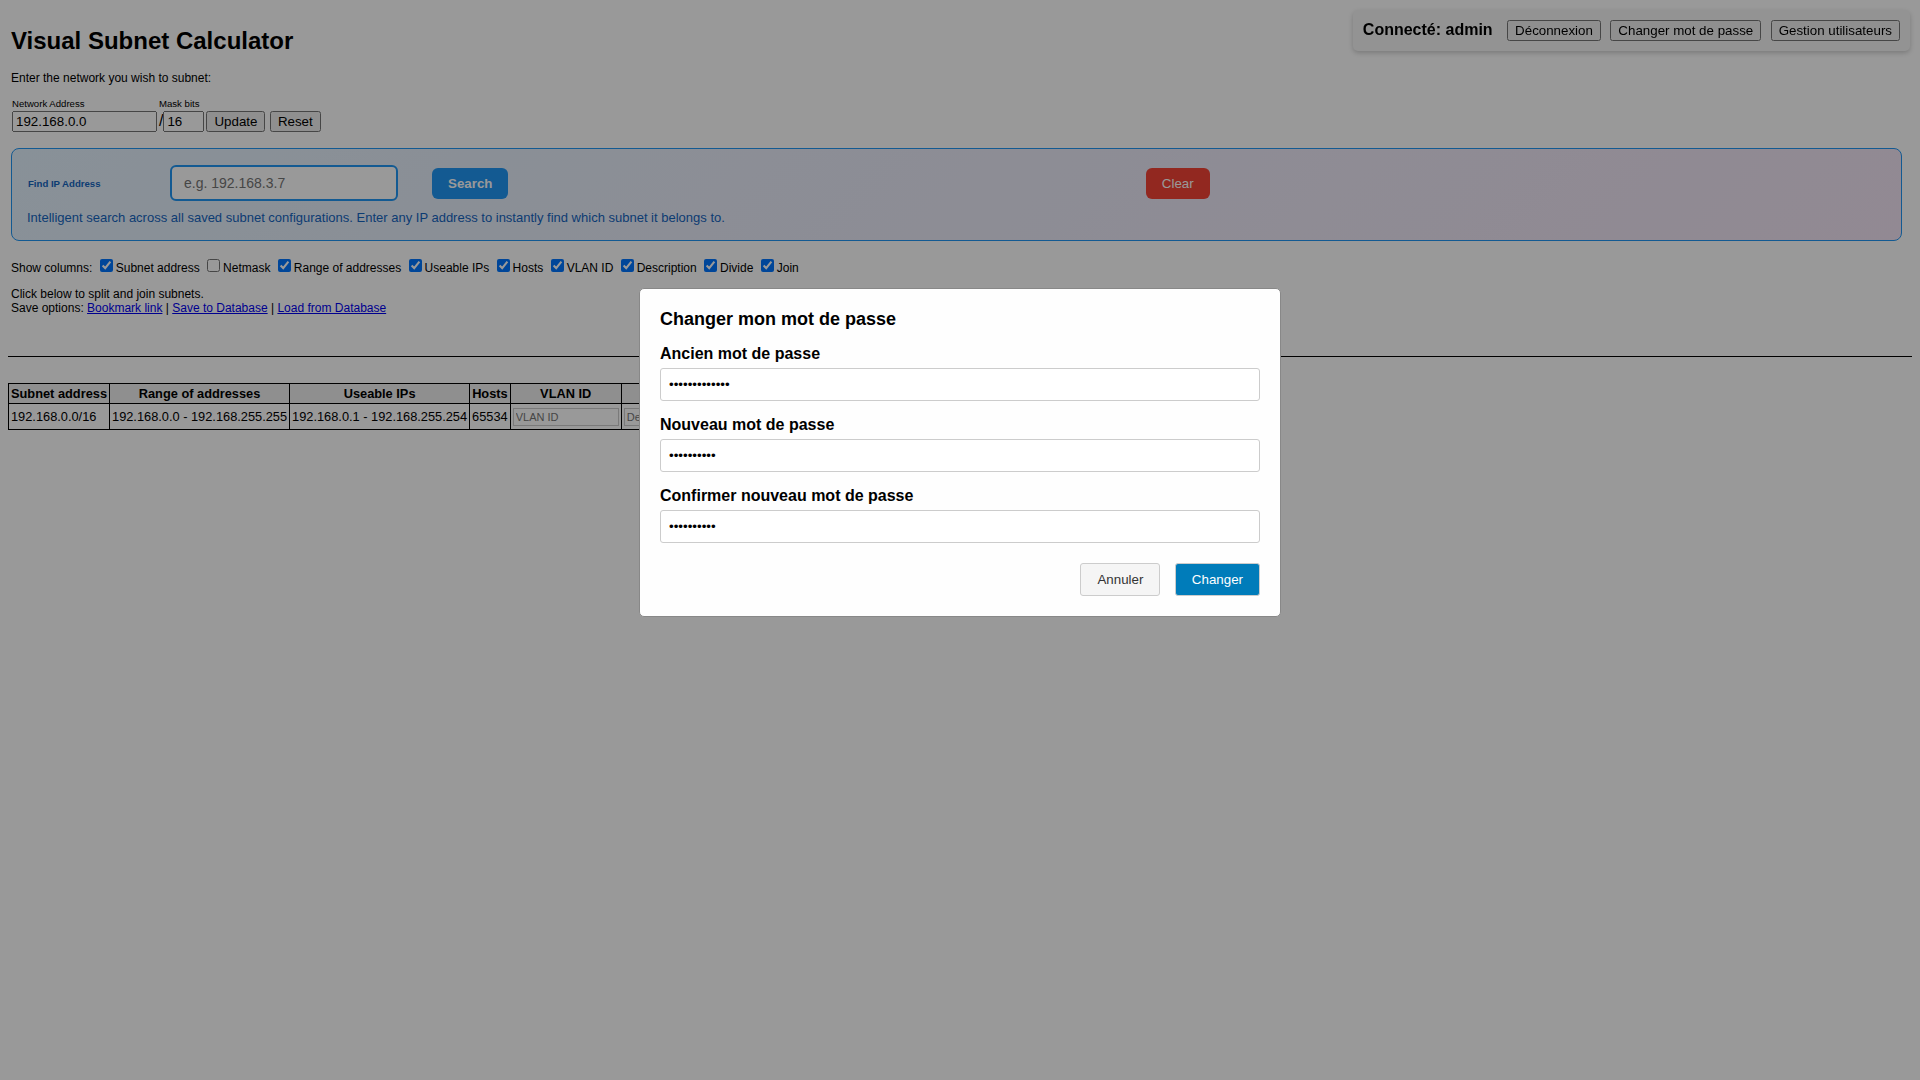 Visual Subnet Calculator
Connecté: admin Déconnexion Changer mot de passe Gestion utilisateurs
Enter the network you wish to subnet:
Network Address Mask bits
192.168.0.0 / 16 Update Reset
Find IP Address e.g. 192.168.3.7 Search Clear
Intelligent search across all saved subnet configurations. Enter any IP address to instantly find which subnet it belongs to.
Show columns: Subnet address Netmask Range of addresses Useable IPs Hosts VLAN ID Description Divide Join
Click below to split and join subnets.
Save options: Bookmark link | Save to Database | Load from Database
Subnet address Range of addresses Useable IPs Hosts VLAN ID
192.168.0.0/16 192.168.0.0 - 192.168.255.255 192.168.0.1 - 192.168.255.254 65534 VLAN ID
Changer mon mot de passe
Ancien mot de passe
•••••••••••••
Nouveau mot de passe
••••••••••
Confirmer nouveau mot de passe
••••••••••
Annuler Changer